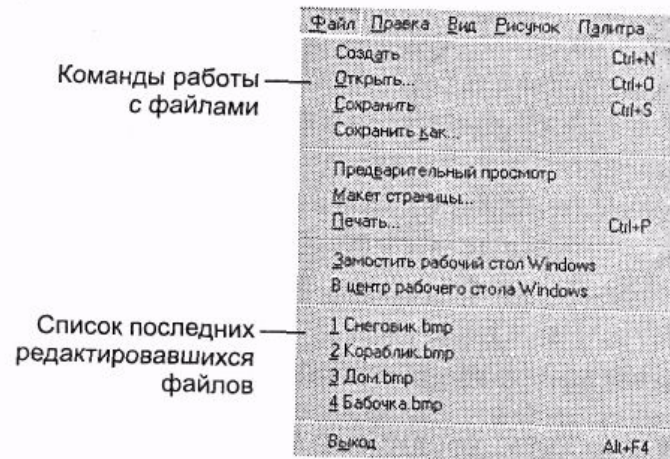 Файл Правка Вид Рисунок Палитра
Создать Ctrl+N
Открыть... Ctrl+O
Сохранить Ctrl+S
Сохранить как...
Предварительный просмотр
Макет страницы...
Печать... Ctrl+P
Замостить рабочий стол Windows
В центр рабочего стола Windows
1 Снеговик.bmp
2 Кораблик.bmp
3 Дом.bmp
4 Бабочка.bmp
Выход Alt+F4
Команды работы
с файлами
Список последних
редактировавшихся
файлов